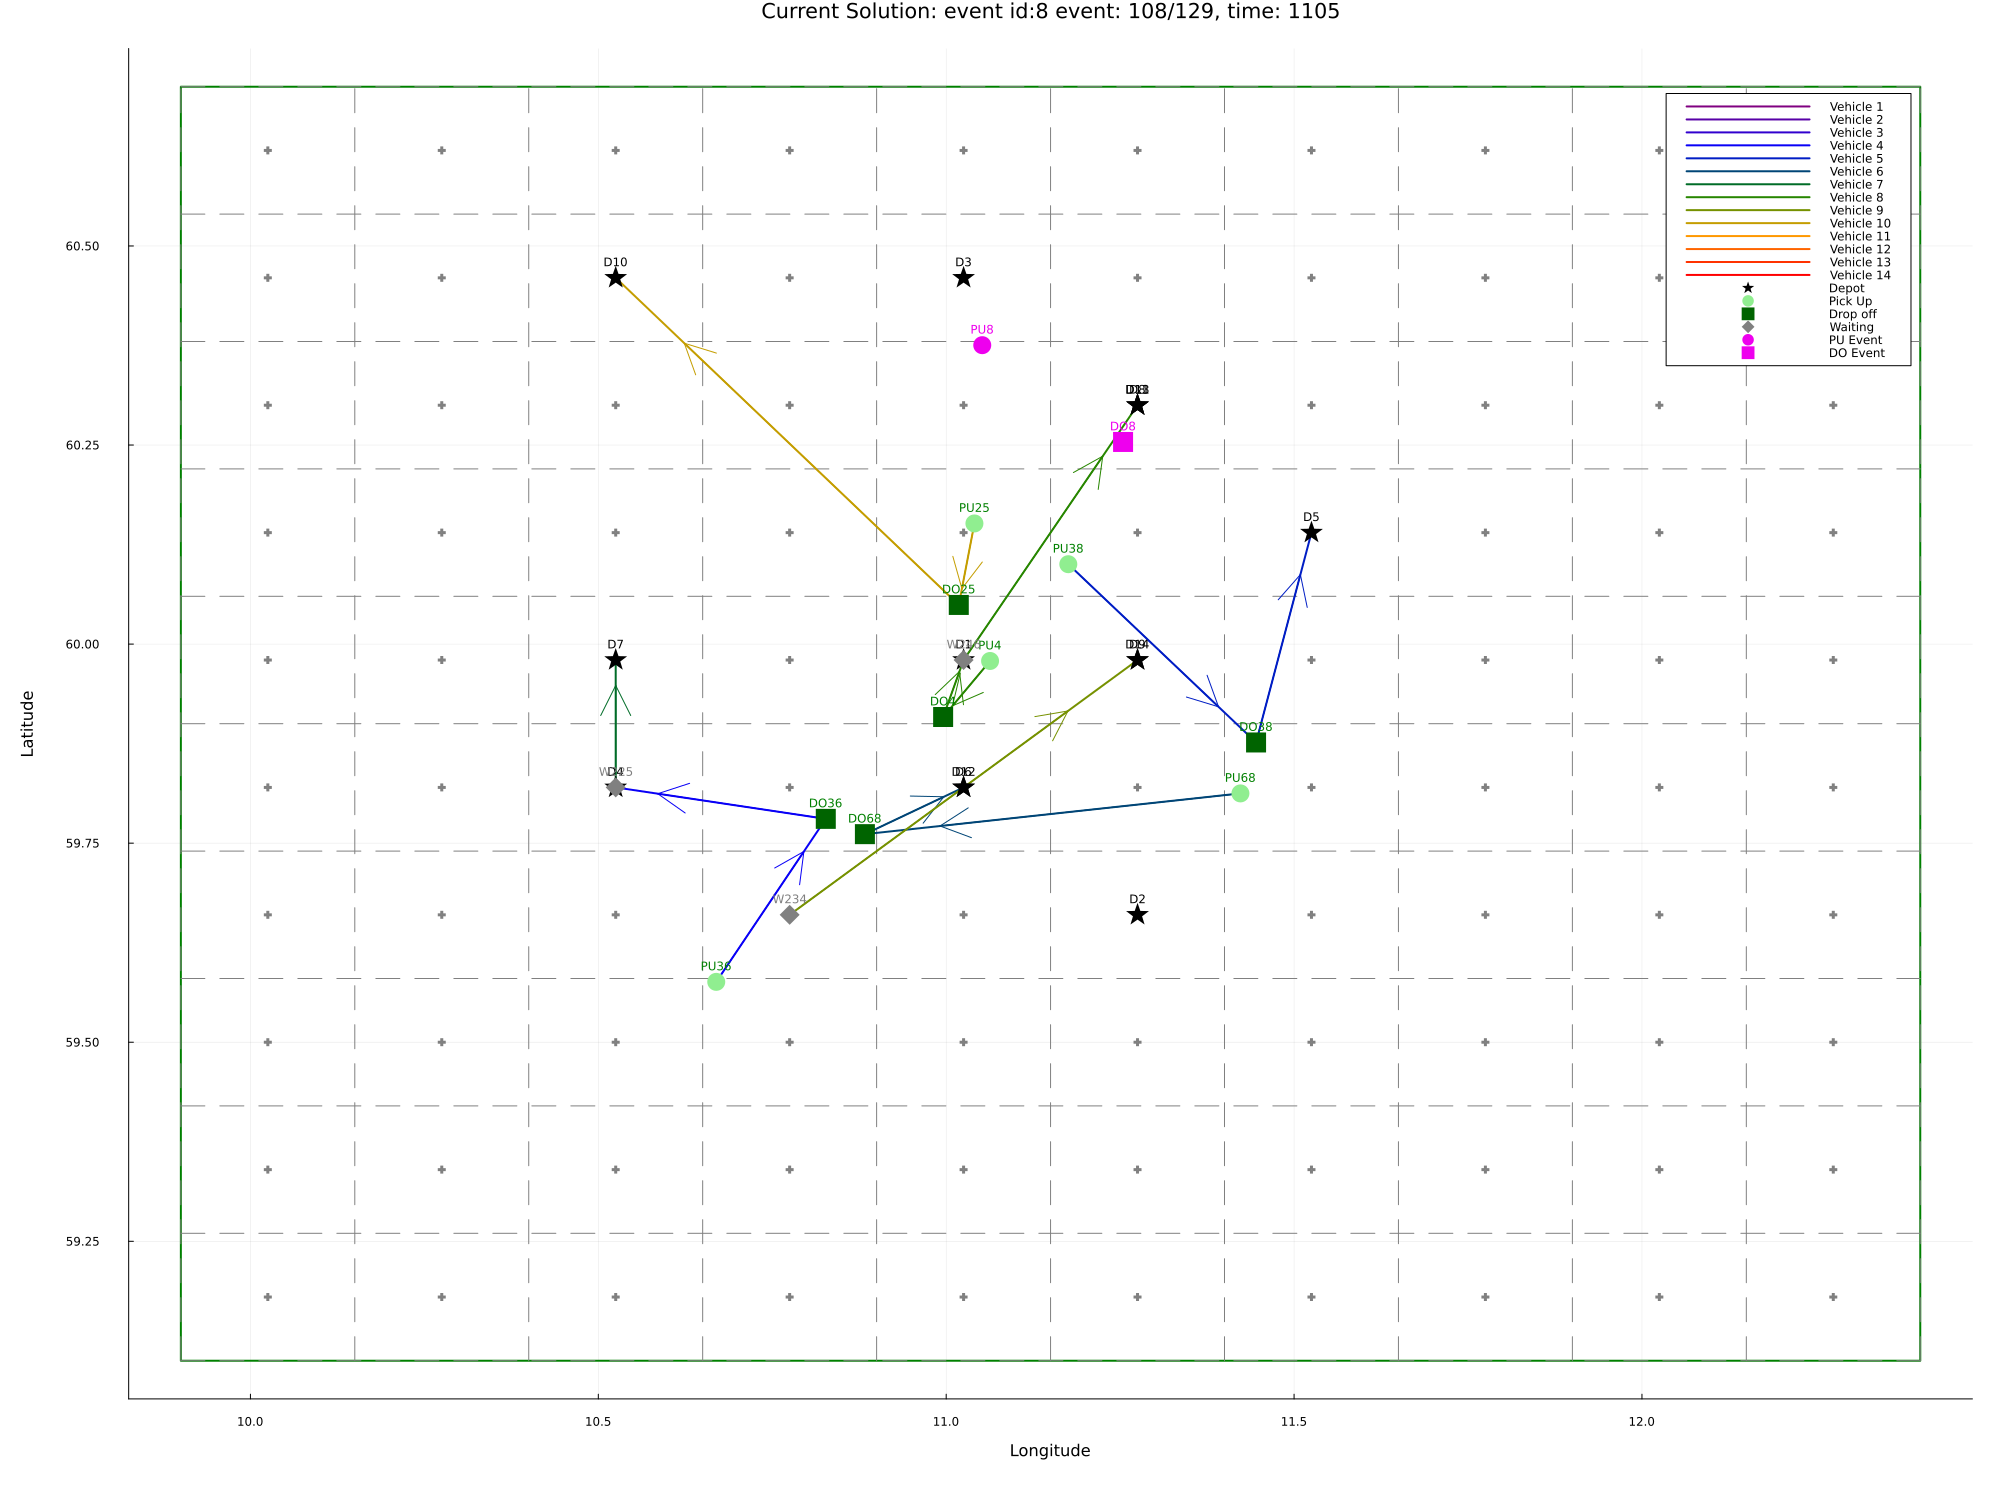 Current Solution: event id:8 event: 108/129, time: 1105
Vehicle 1
Vehicle 2
Vehicle 3
Vehicle 4
Vehicle 5
Vehicle 6
Vehicle 7
Vehicle 8
Vehicle 9
Vehicle 10
Vehicle 11
Vehicle 12
Vehicle 13
Vehicle 14
Depot
Pick Up
Drop off
Waiting
PU Event
DO Event
60.50
D10
D3
PU8
60.25
DO8
PU25
D5
PU38
DO25
60.00
D7
D1
PU4
DO4
DO38
Latitude
D4
PU68
DO36
DO68
59.75
W234
D2
PU36
59.50
59.25
10.0
10.5
11.0
11.5
12.0
Longitude